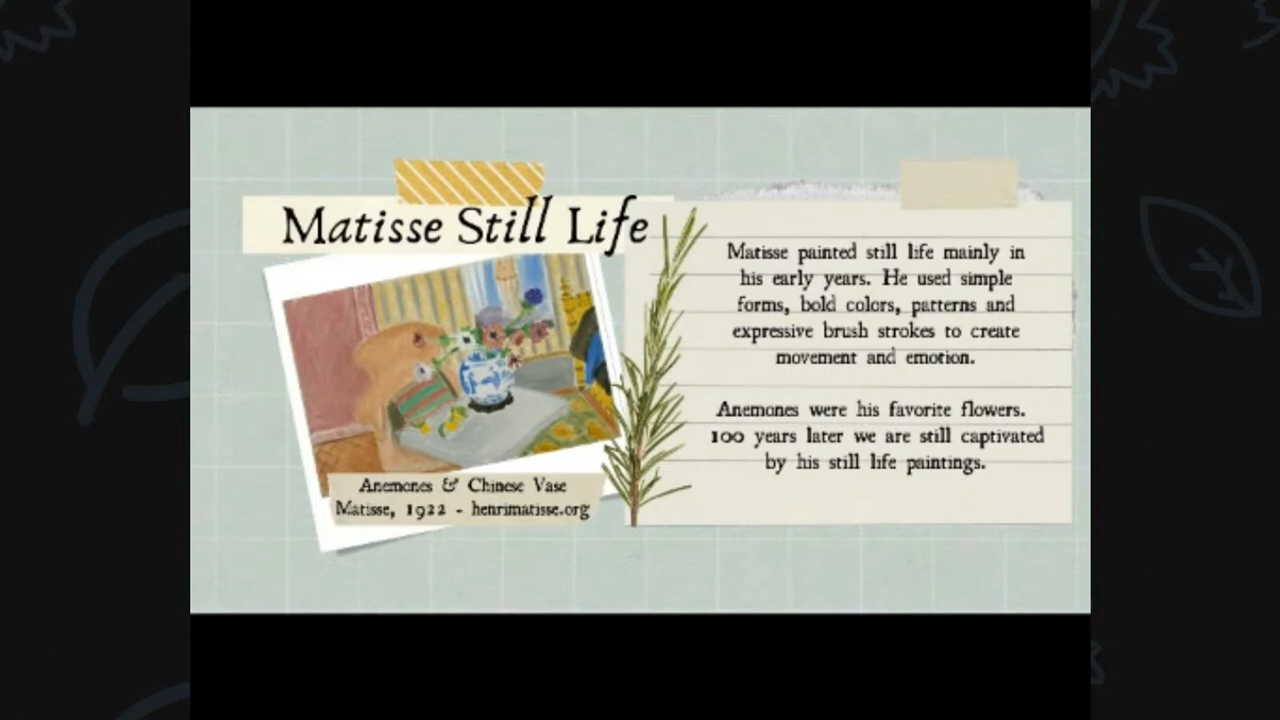 Matisse Still Life
Anemones & Chinese Vase
Matisse, 1922 - henrimatisse.org
Matisse painted still life mainly in
his early years. He used simple
forms, bold colors, patterns and
expressive brush strokes to create
movement and emotion.
Anemones were his favorite flowers.
100 years later we are still captivated
by his still life paintings.